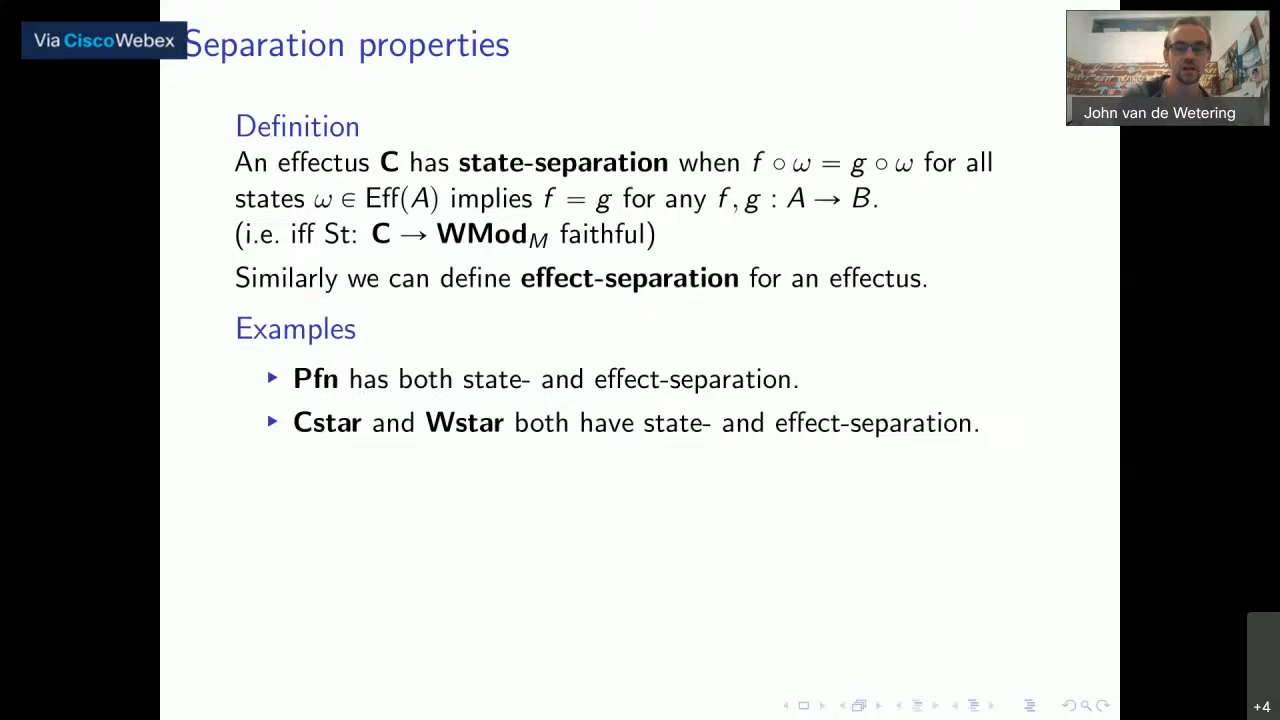 Via Cisco Webex
Separation properties
John van de Wetering
Definition
An effectus C has state-separation when f ∘ ω = g ∘ ω for all
states ω ∈ Eff(A) implies f = g for any f, g : A → B.
(i.e. iff St: C → WMod_M faithful)
Similarly we can define effect-separation for an effectus.
Examples
▶ Pfn has both state- and effect-separation.
▶ Cstar and Wstar both have state- and effect-separation.
+4